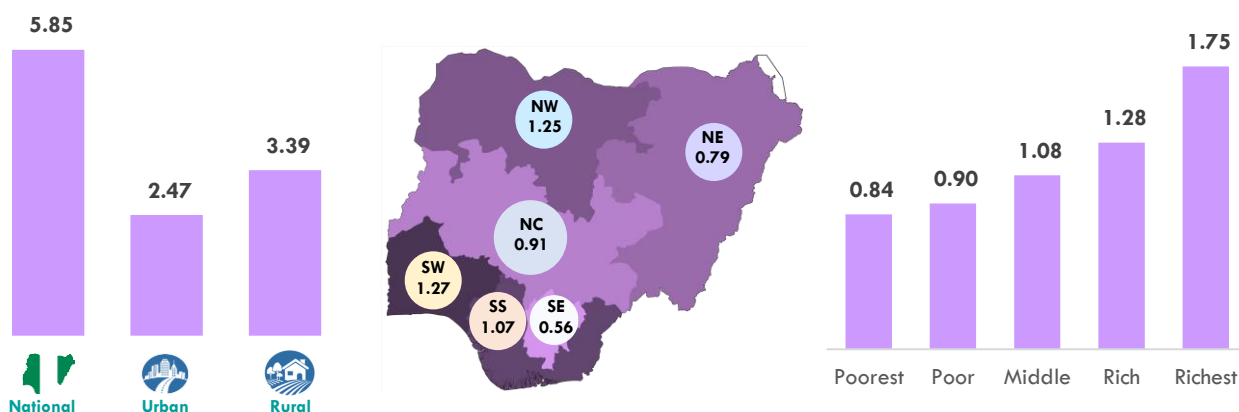 5.85
2.47
3.39
National
Urban
Rural
NW
1.25
NE
0.79
NC
0.91
SW
1.27
SS
1.07
SE
0.56
0.84
0.90
1.08
1.28
1.75
Poorest
Poor
Middle
Rich
Richest